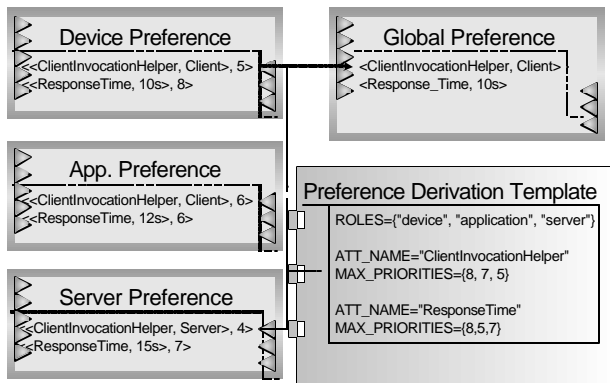 Device Preference
<<ClientInvocationHelper, Client>, 5>
<<ResponseTime, 10s>, 8>
Global Preference
<ClientInvocationHelper, Client>
<Response_Time, 10s>
App. Preference
<<ClientInvocationHelper, Client>, 6>
<<ResponseTime, 12s>, 6>
Server Preference
<<ClientInvocationHelper, Server>, 4>
<<ResponseTime, 15s>, 7>
Preference Derivation Template
ROLES={"device", "application", "server"}
ATT_NAME="ClientInvocationHelper"
MAX_PRIORITIES={8, 7, 5}
ATT_NAME="ResponseTime"
MAX_PRIORITIES={8,5,7}